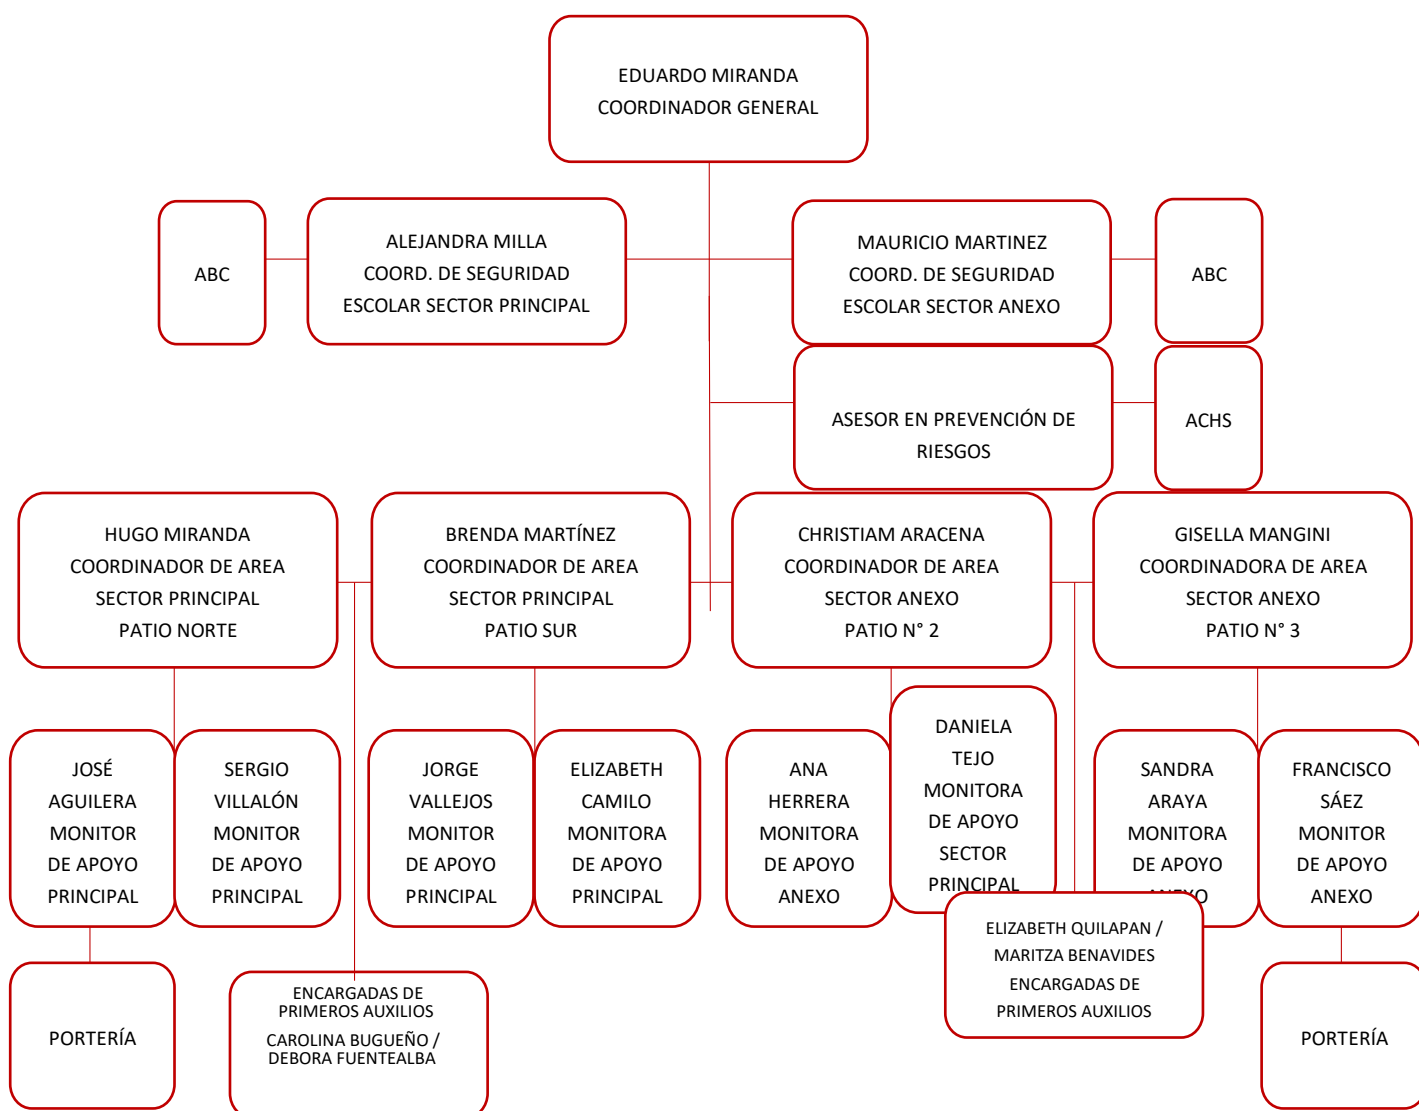 EDUARDO MIRANDA
COORDINADOR GENERAL
ABC
ALEJANDRA MILLA
COORD. DE SEGURIDAD
ESCOLAR SECTOR PRINCIPAL
MAURICIO MARTINEZ
COORD. DE SEGURIDAD
ESCOLAR SECTOR ANEXO
ABC
ASESOR EN PREVENCIÓN DE
RIESGOS
ACHS
HUGO MIRANDA
COORDINADOR DE AREA
SECTOR PRINCIPAL
PATIO NORTE
BRENDA MARTÍNEZ
COORDINADOR DE AREA
SECTOR PRINCIPAL
PATIO SUR
CHRISTIAM ARACENA
COORDINADOR DE AREA
SECTOR ANEXO
PATIO N° 2
GISELLA MANGINI
COORDINADORA DE AREA
SECTOR ANEXO
PATIO N° 3
JOSÉ
AGUILERA
MONITOR
DE APOYO
PRINCIPAL
SERGIO
VILLALÓN
MONITOR
DE APOYO
PRINCIPAL
JORGE
VALLEJOS
MONITOR
DE APOYO
PRINCIPAL
ELIZABETH
CAMILO
MONITORA
DE APOYO
PRINCIPAL
ANA
HERRERA
MONITORA
DE APOYO
ANEXO
DANIELA
TEJO
MONITORA
DE APOYO
SECTOR
PRINCIPAL
SANDRA
ARAYA
MONITORA
DE APOYO
ANEXO
FRANCISCO
SÁEZ
MONITOR
DE APOYO
ANEXO
PORTERÍA
ENCARGADAS DE
PRIMEROS AUXILIOS
CAROLINA BUGUEÑO /
DEBORA FUENTEALBA
ELIZABETH QUILAPAN /
MARITZA BENAVIDES
ENCARGADAS DE
PRIMEROS AUXILIOS
PORTERÍA